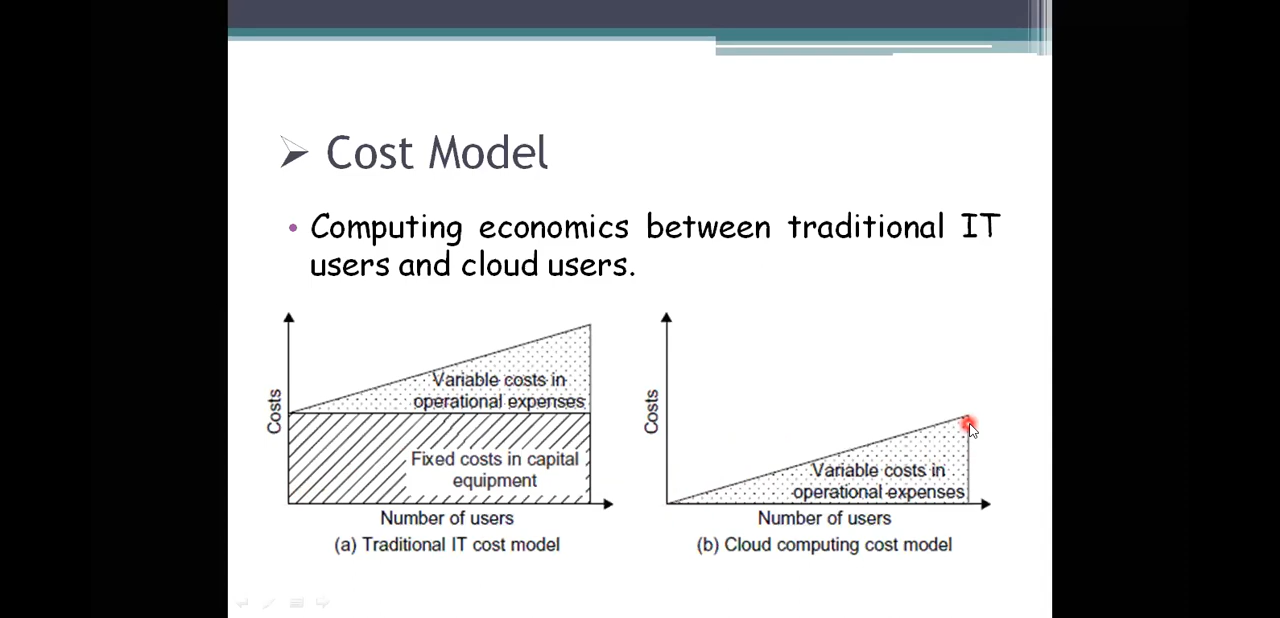 Cost Model
• Computing economics between traditional IT
users and cloud users.
Costs
Variable costs in
operational expenses
Fixed costs in capital
equipment
Number of users
(a) Traditional IT cost model
Costs
Variable costs in
operational expenses
Number of users
(b) Cloud computing cost model